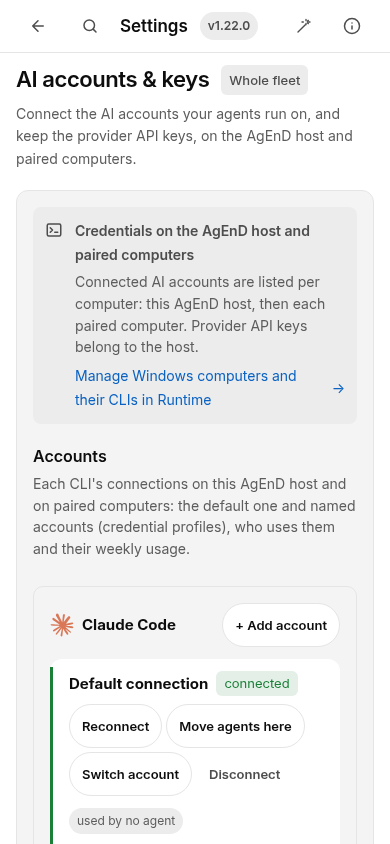 Settings v1.22.0
AI accounts & keys Whole fleet
Connect the AI your agents run on, and
keep the provider API keys, on the AgEnD host and
paired computers.
Credentials on the AgEnD host and
paired computers
Connected AI accounts are listed per
computer: this AgEnD host, then each
paired computer. Provider API keys
belong to the host.
Manage Windows computers and
their CLIs in Runtime →
Accounts
Each CLI's connections on this AgEnD host and
on paired computers: the default one and named
accounts (credential profiles), who uses them
and their weekly usage.
Claude Code + Add account
Default connection connected
Reconnect Move agents here
Switch account Disconnect
used by no agent